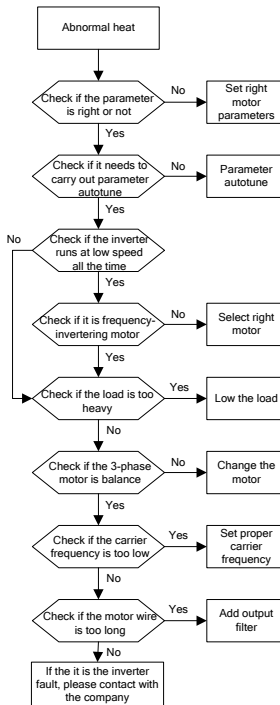 Abnormal heat
Check if the parameter
is right or not
No
Set right
motor
parameters
Yes
Check if it needs to
carry out parameter
autotune
No
Parameter
autotune
Yes
No
Check if the inverter
runs at low speed
all the time
Yes
Check if it is frequency-
invertering motor
No
Select right
motor
Yes
Check if the load is too
heavy
Yes
Low the load
No
Check if the 3-phase
motor is balance
No
Change the
motor
Yes
Check if the carrier
frequency is too low
Yes
Set proper
carrier
frequency
No
Check if the motor wire
is too long
Yes
Add output
filter
No
If the it is the inverter
fault, please contact with
the company